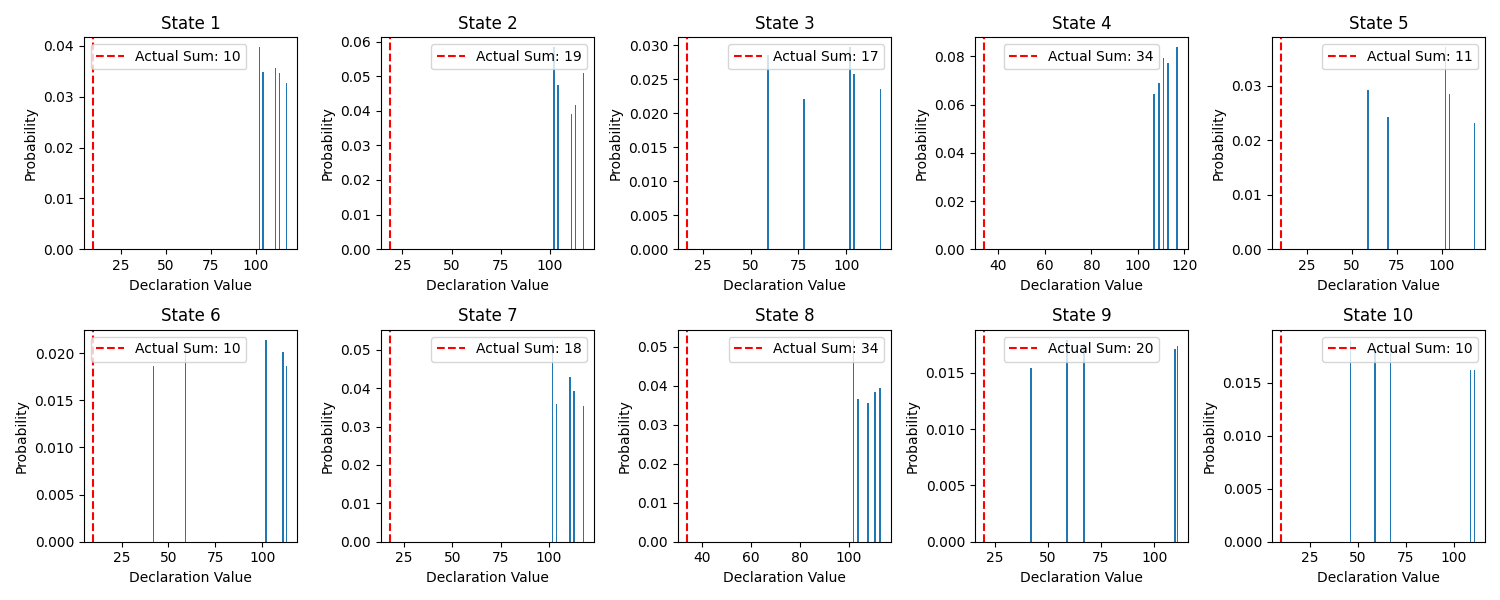 State 1
Actual Sum: 10
Probability
0.04
0.03
0.02
0.01
0.00
25 50 75 100
Declaration Value
State 2
Actual Sum: 19
Probability
0.06
0.05
0.04
0.03
0.02
0.01
0.00
25 50 75 100
Declaration Value
State 3
Actual Sum: 17
Probability
0.030
0.025
0.020
0.015
0.010
0.005
0.000
25 50 75 100
Declaration Value
State 4
Actual Sum: 34
Probability
0.08
0.06
0.04
0.02
0.00
40 60 80 100 120
Declaration Value
State 5
Actual Sum: 11
Probability
0.03
0.02
0.01
0.00
25 50 75 100
Declaration Value
State 6
Actual Sum: 10
Probability
0.020
0.015
0.010
0.005
0.000
25 50 75 100
Declaration Value
State 7
Actual Sum: 18
Probability
0.05
0.04
0.03
0.02
0.01
0.00
25 50 75 100
Declaration Value
State 8
Actual Sum: 34
Probability
0.05
0.04
0.03
0.02
0.01
0.00
40 60 80 100
Declaration Value
State 9
Actual Sum: 20
Probability
0.015
0.010
0.005
0.000
25 50 75 100
Declaration Value
State 10
Actual Sum: 10
Probability
0.015
0.010
0.005
0.000
25 50 75 100
Declaration Value